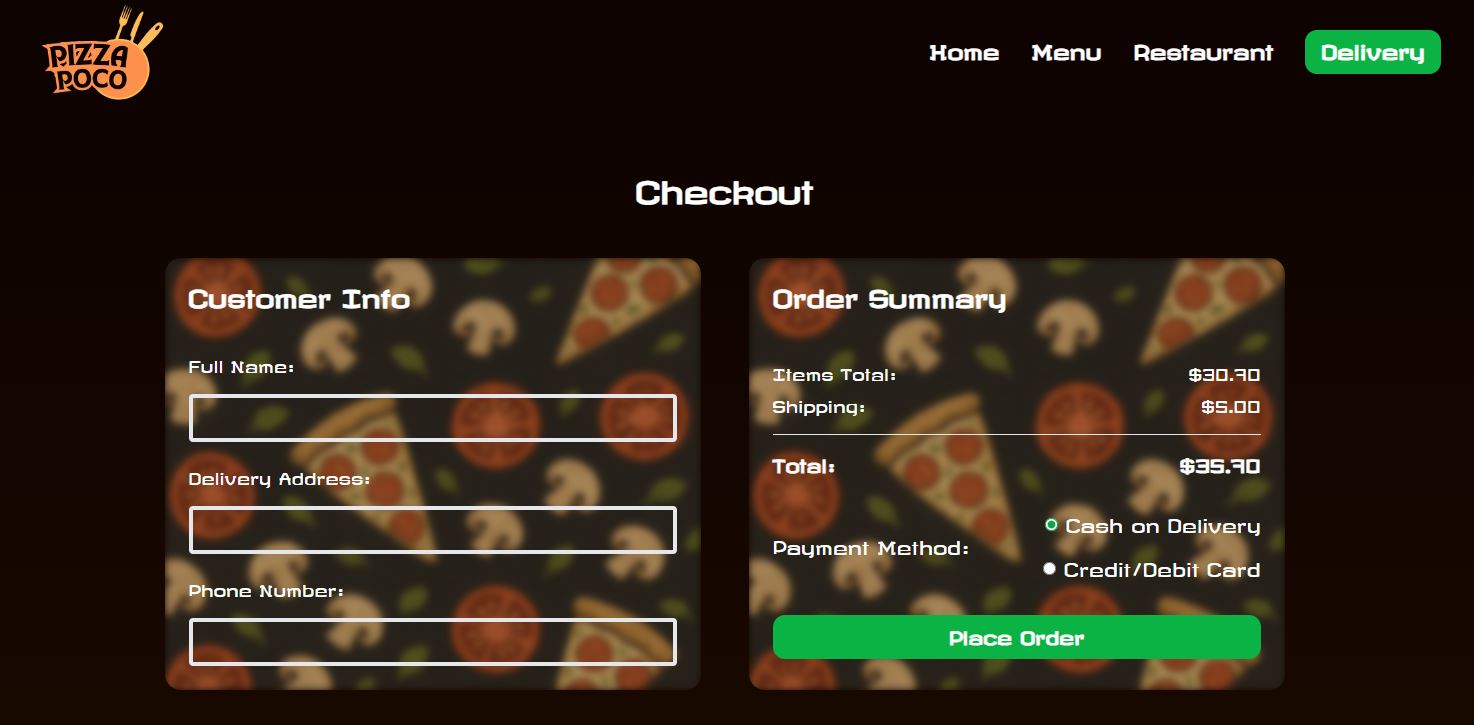 PIZZA
POCO
Home Menu Restaurant Delivery
Checkout
Customer Info
Full Name:
Delivery Address:
Phone Number:
Order Summary
Items Total: $30.70
Shipping: $5.00
Total: $35.70
Payment Method:
Cash on Delivery
Credit/Debit Card
Place Order